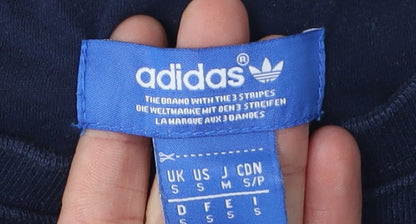 adidas®
THE BRAND WITH THE 3 STRIPES
DIE WELTMARKE MIT DEN 3 STREIFEN
LA MARQUE AUX 3 BANDES
UK US J CDN
S S M S/P
D E F I
S S S S